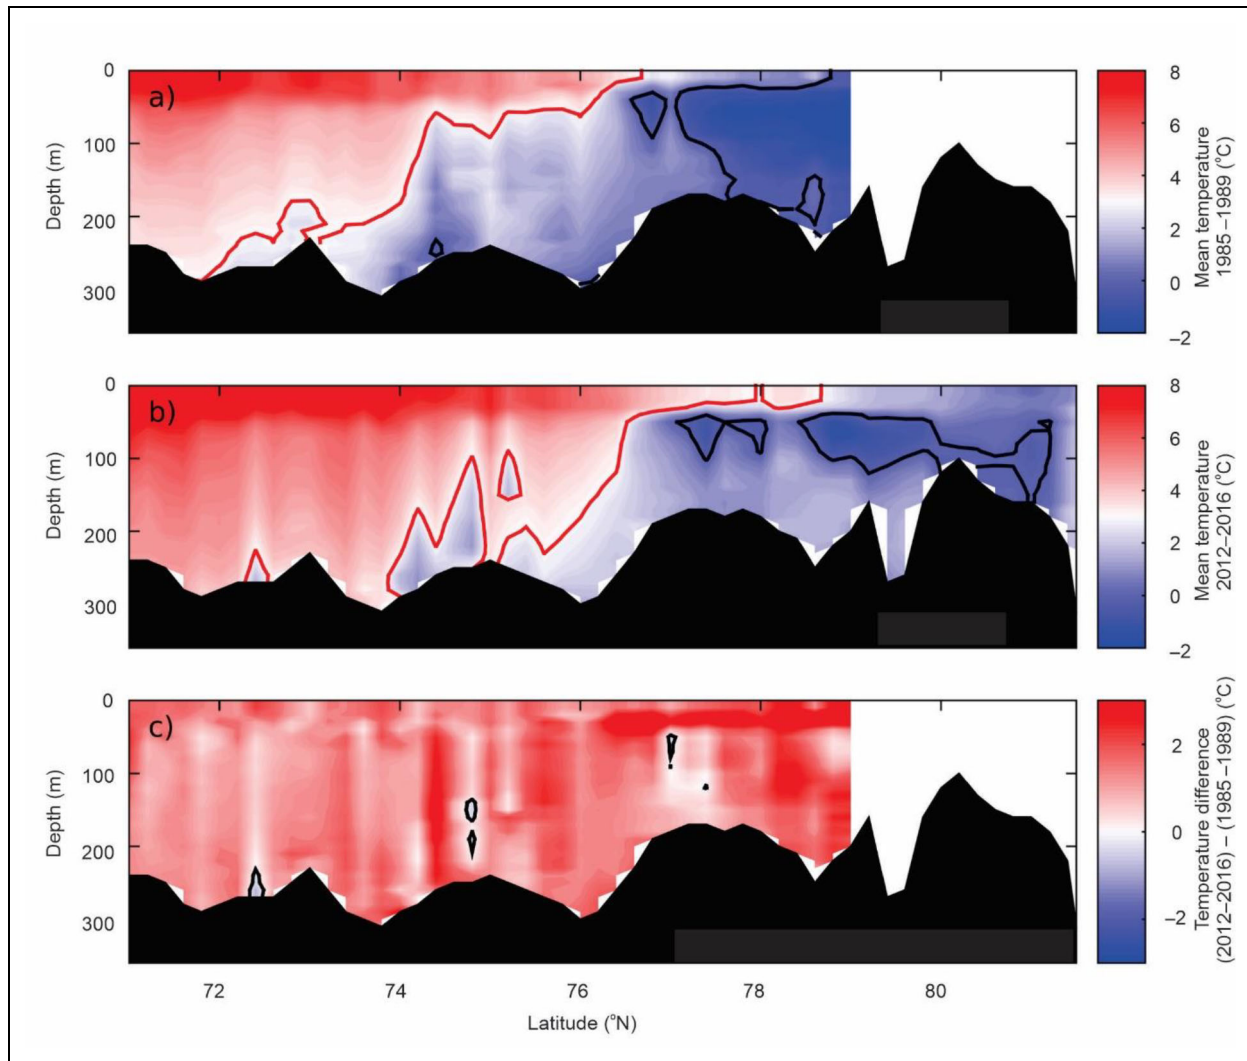 a)
0
100
200
300
Depth (m)
8
6
4
2
0
–2
Mean temperature
1985–1989 (°C)
b)
0
100
200
300
Depth (m)
8
6
4
2
0
–2
Mean temperature
2012–2016 (°C)
c)
0
100
200
300
Depth (m)
2
0
–2
Temperature difference
(2012–2016) – (1985–1989) (°C)
72 74 76 78 80
Latitude (°N)